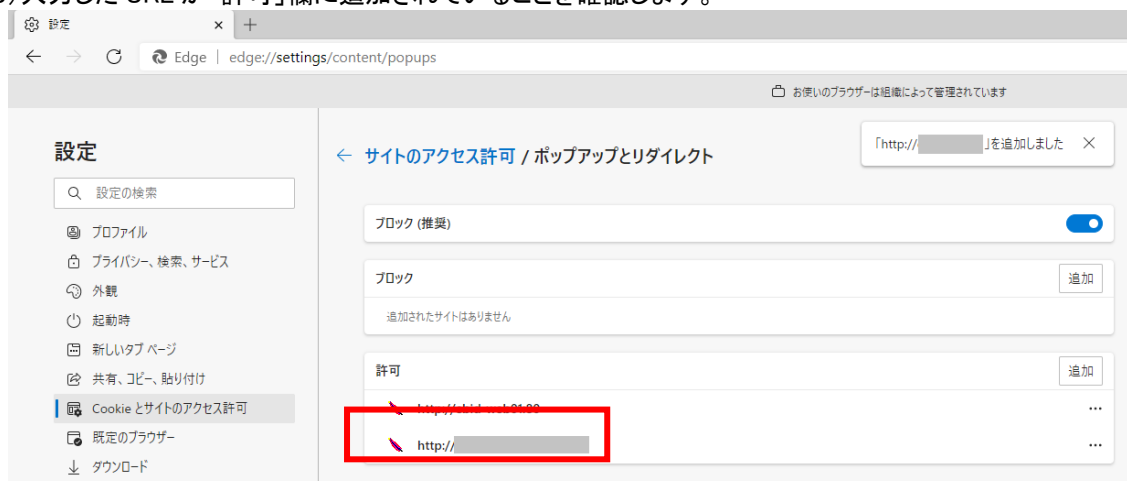 入力した URL が「許可」欄に追加されていることを確認します。
設定
Edge | edge://settings/content/popups
お使いのブラウザーは組織によって管理されています
設定
サイトのアクセス許可 / ポップアップとリダイレクト
「http:// 」を追加しました
設定の検索
プロファイル
プライバシー、検索、サービス
外観
起動時
新しいタブ ページ
共有、コピー、貼り付け
Cookie とサイトのアクセス許可
既定のブラウザー
ダウンロード
ブロック (推奨)
ブロック
追加
追加されたサイトはありません
許可
追加
http://